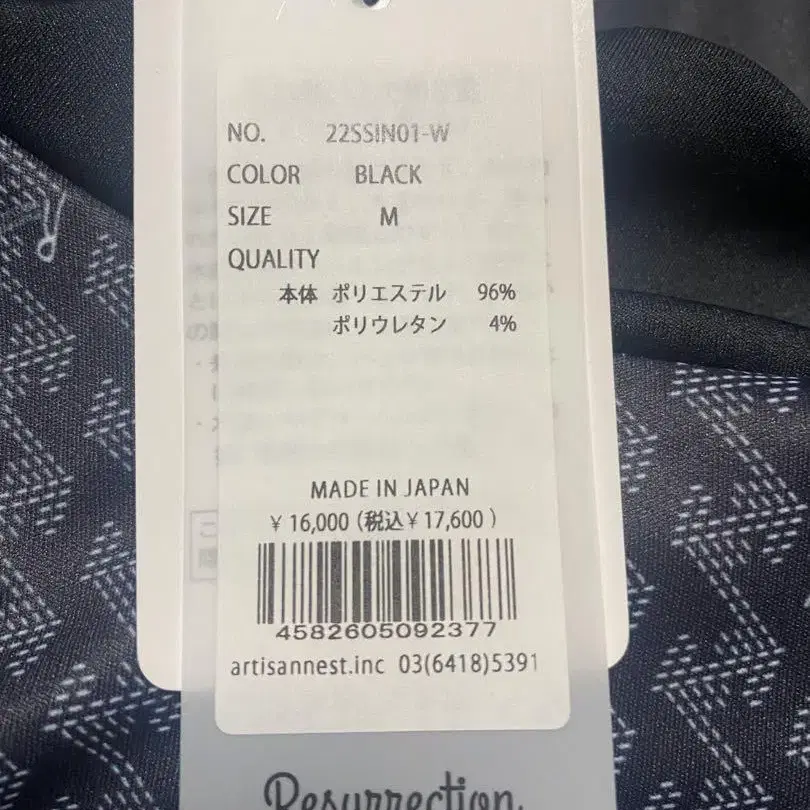 NO. 22SSIN01-W
COLOR BLACK
SIZE M
QUALITY
本体 ポリエステル 96%
ポリウレタン 4%
MADE IN JAPAN
¥ 16,000 (税込¥ 17,600 )
4582605092377
artisannest.inc 03(6418)5391
Resurrection.